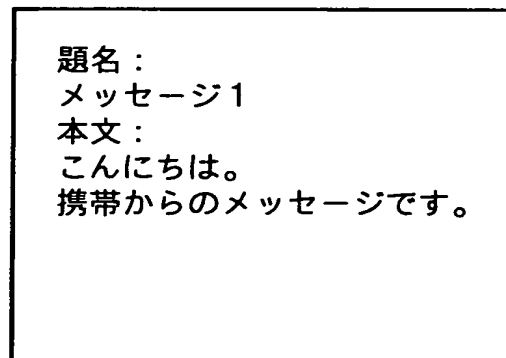 題名：
メッセージ１
本文：
こんにちは。
携帯からのメッセージです。